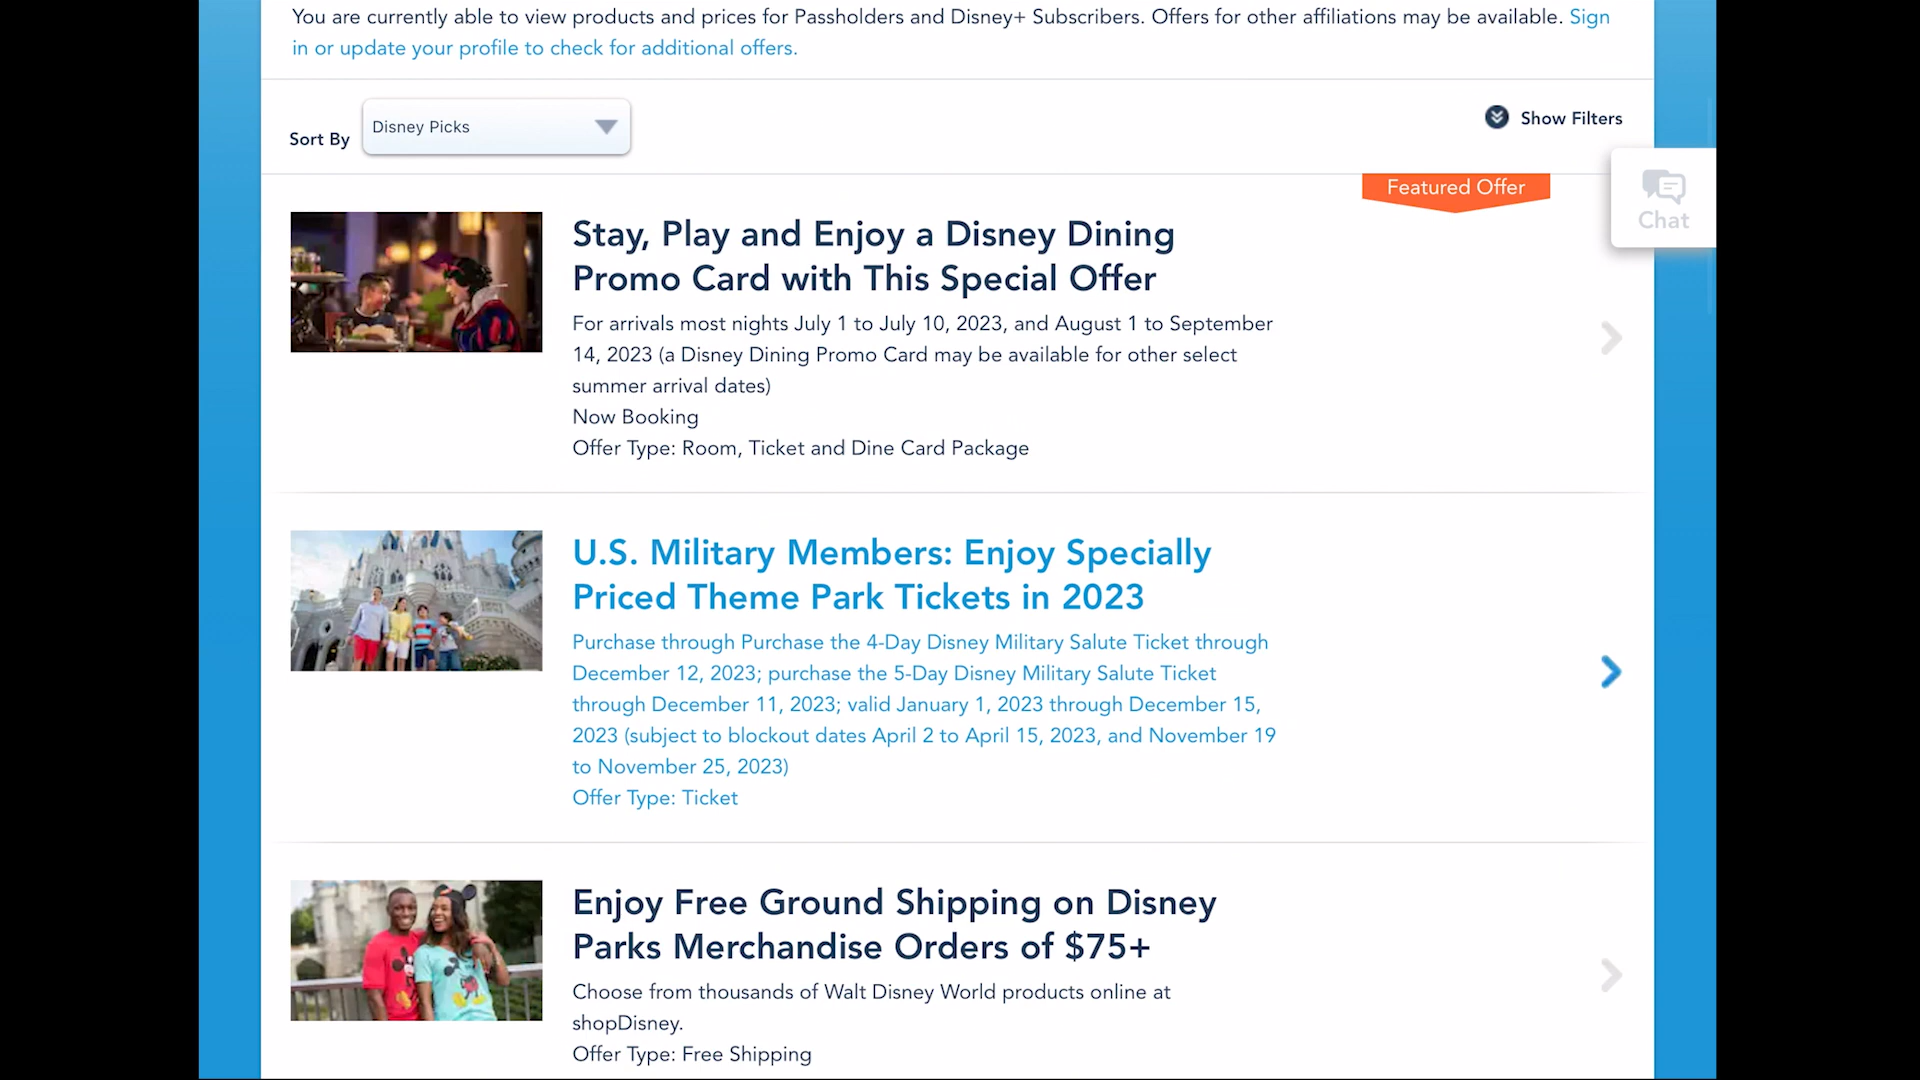 You are currently able to view products and prices for Passholders and Disney+ Subscribers. Offers for other affiliations may be available. Sign
in or update your profile to check for additional offers.
Sort By
Disney Picks
Show Filters
Featured Offer
Chat
Stay, Play and Enjoy a Disney Dining
Promo Card with This Special Offer
For arrivals most nights July 1 to July 10, 2023, and August 1 to September
14, 2023 (a Disney Dining Promo Card may be available for other select
summer arrival dates)
Now Booking
Offer Type: Room, Ticket and Dine Card Package
U.S. Military Members: Enjoy Specially
Priced Theme Park Tickets in 2023
Purchase through Purchase the 4-Day Disney Military Salute Ticket through
December 12, 2023; purchase the 5-Day Disney Military Salute Ticket
through December 11, 2023; valid January 1, 2023 through December 15,
2023 (subject to blockout dates April 2 to April 15, 2023, and November 19
to November 25, 2023)
Offer Type: Ticket
Enjoy Free Ground Shipping on Disney
Parks Merchandise Orders of $75+
Choose from thousands of Walt Disney World products online at
shopDisney.
Offer Type: Free Shipping